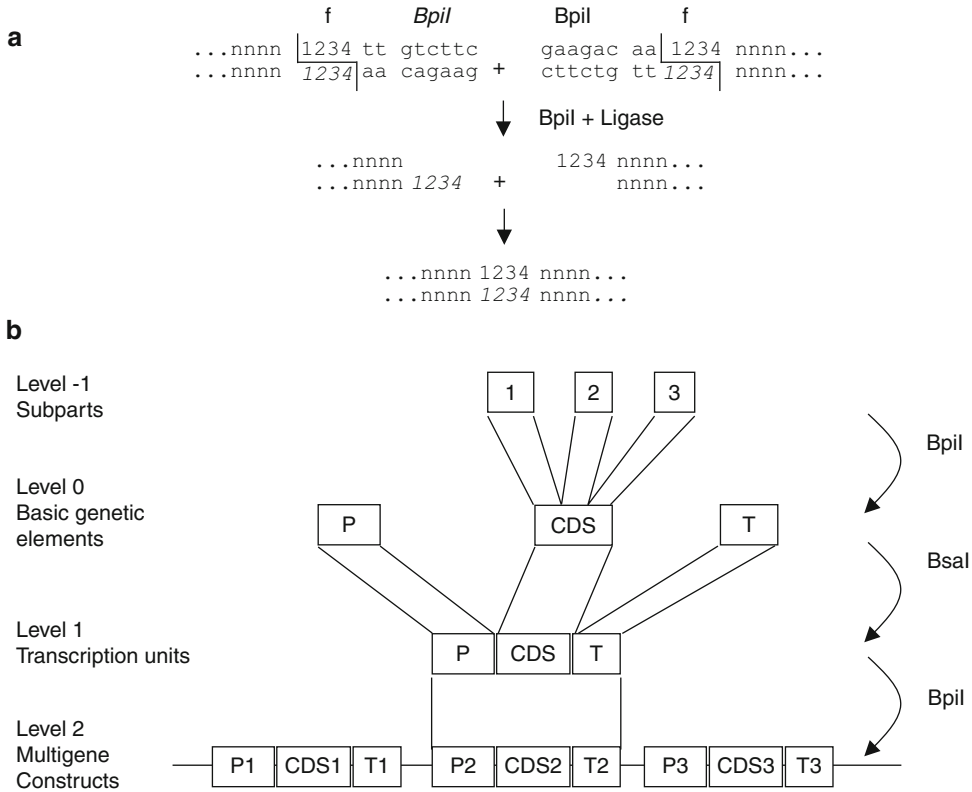 f BpiI BpiI f
a
...nnnn 1234 tt gtcttc gaagac aa 1234 nnnn...
...nnnn 1234 aa cagaag + cttctg tt 1234 nnnn...
BpiI + Ligase
...nnnn 1234 nnnn...
...nnnn 1234 + nnnn...
...nnnn 1234 nnnn...
...nnnn 1234 nnnn...
b
Level -1
Subparts
1 2 3
BpiI
Level 0
Basic genetic
elements
P CDS T
BsaI
Level 1
Transcription units
P CDS T
BpiI
Level 2
Multigene
Constructs
P1 CDS1 T1 P2 CDS2 T2 P3 CDS3 T3